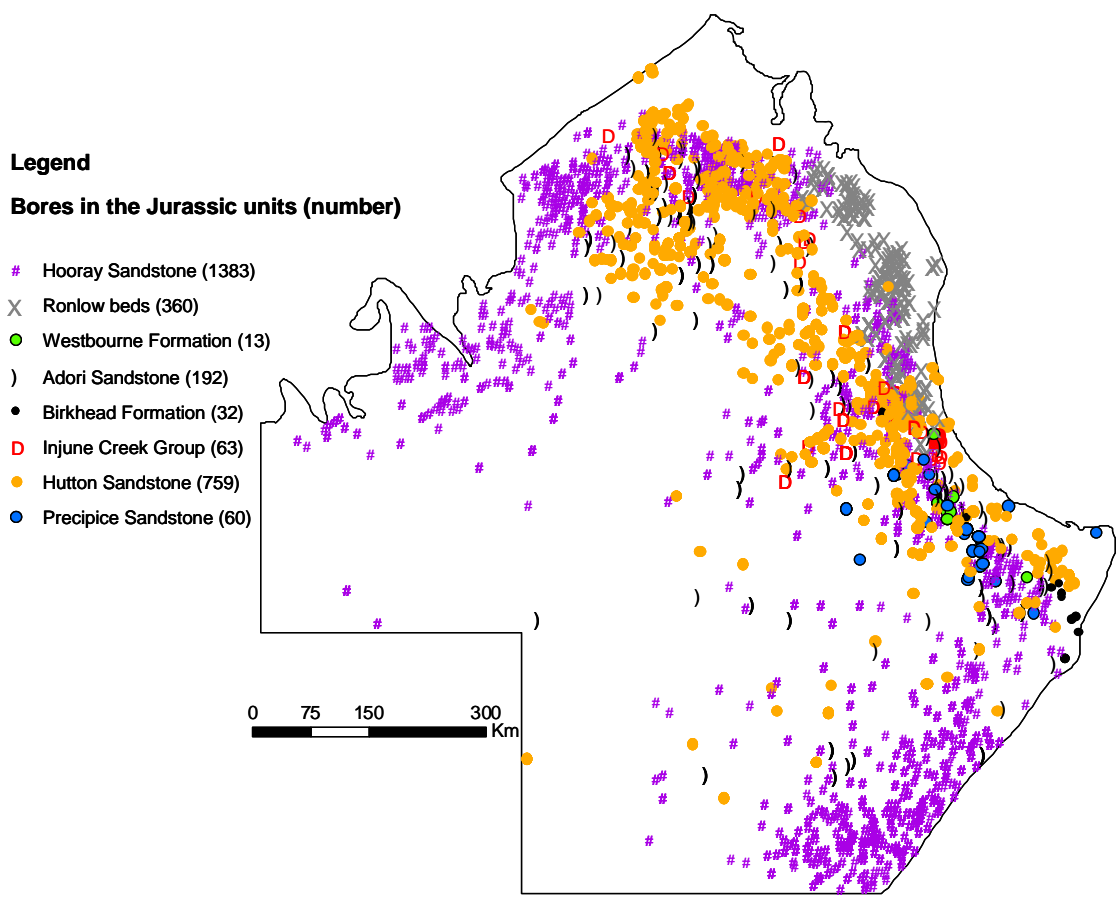 Legend
Bores in the Jurassic units (number)
# Hooray Sandstone (1383)
X Ronlow beds (360)
Westbourne Formation (13)
) Adori Sandstone (192)
Birkhead Formation (32)
D Injune Creek Group (63)
Hutton Sandstone (759)
Precipice Sandstone (60)
0 75 150 300
Km